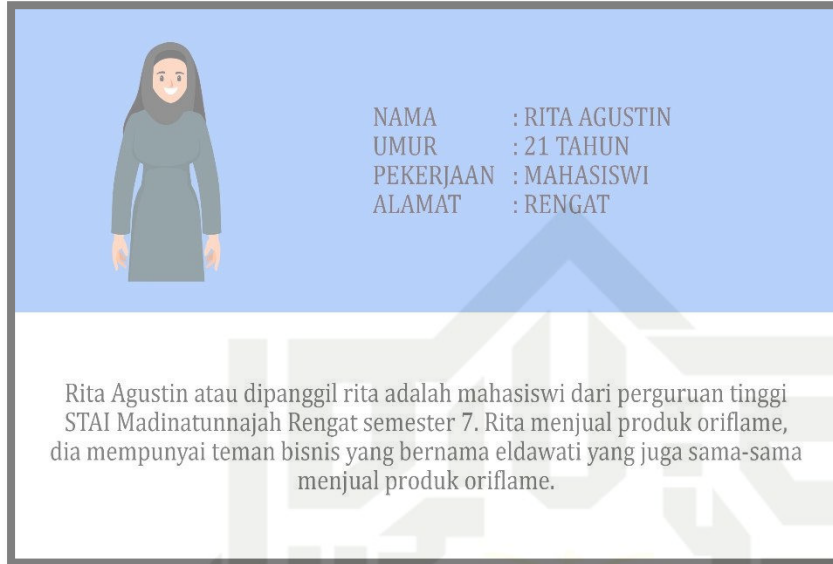 NAMA : RITA AGUSTIN
UMUR : 21 TAHUN
PEKERJAAN : MAHASISWI
ALAMAT : RENGAT
Rita Agustin atau dipanggil rita adalah mahasiswi dari perguruan tinggi
STAI Madinatunnajah Rengat semester 7. Rita menjual produk oriflame,
dia mempunyai teman bisnis yang bernama eldawati yang juga sama-sama
menjual produk oriflame.